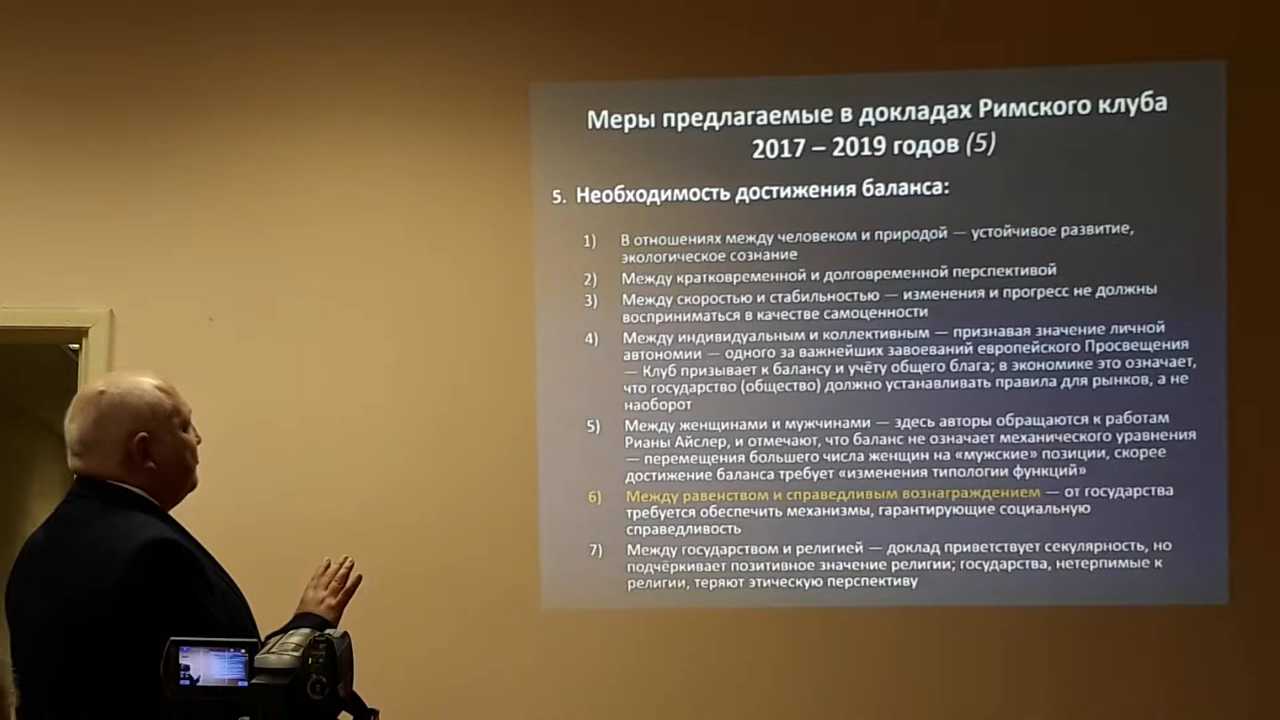 Меры предлагаемые в докладах Римского клуба
2017 – 2019 годов (5)
5. Необходимость достижения баланса:
1) В отношениях между человеком и природой — устойчивое развитие,
экологическое сознание
2) Между кратковременной и долговременной перспективой
3) Между скоростью и стабильностью — изменения и прогресс не должны
восприниматься в качестве самоценности
4) Между индивидуальным и коллективным — признавая значение личной
автономии — одного за важнейших завоеваний европейского Просвещения
— Клуб призывает к балансу и учёту общего блага; в экономике это означает,
что государство (общество) должно устанавливать правила для рынков, а не
наоборот
5) Между женщинами и мужчинами — здесь авторы обращаются к работам
Рианы Айслер, и отмечают, что баланс не означает механического уравнения
— перемещения большего числа женщин на «мужские» позиции, скорее
достижение баланса требует «изменения типологии функций»
6) Между равенством и справедливым вознаграждением — от государства
требуется обеспечить механизмы, гарантирующие социальную
справедливость
7) Между государством и религией — доклад приветствует секулярность, но
подчёркивает позитивное значение религии; государства, нетерпимые к
религии, теряют этическую перспективу